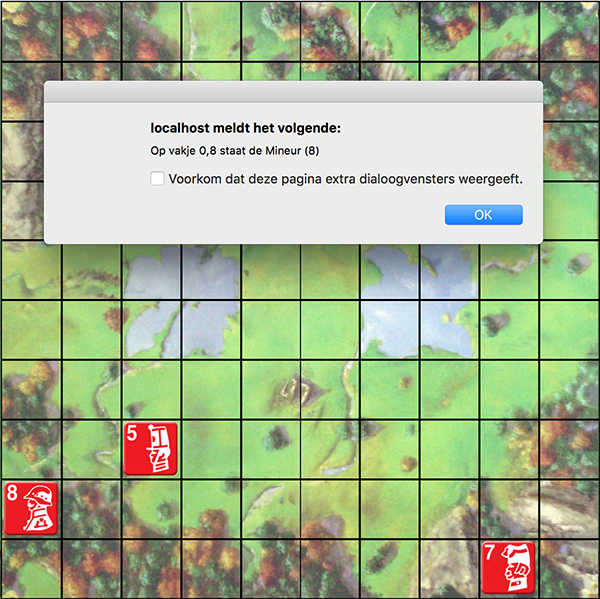 localhost meldt het volgende:
Op vakje 0,8 staat de Mineur (8)
Voorkom dat deze pagina extra dialoogvensters weergeeft.
OK
5
8
7